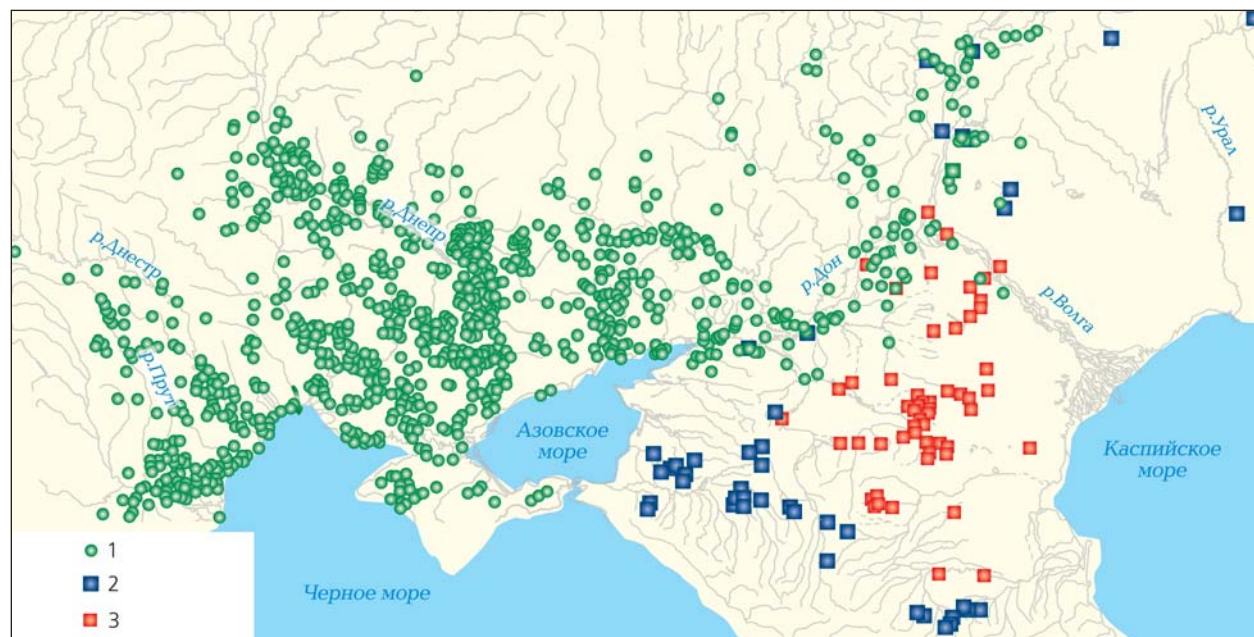 р.Урал
р.Днепр
р.Днестр
р.Дон
р.Волга
р.Прут
Азовское
море
Каспийское
море
Черное море
1
2
3